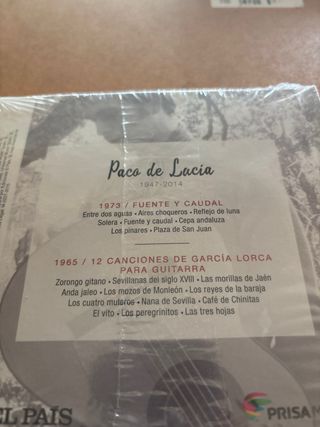 Paco de Lucía
1947-2014
1973 / FUENTE Y CAUDAL
Entre dos aguas • Aires choqueros • Reflejo de luna
Solera • Fuente y caudal • Cepa andaluza
Los pinares • Plaza de San Juan
1965 / 12 CANCIONES DE GARCÍA LORCA
PARA GUITARRA
Zorongo gitano • Sevillanas del siglo XVIII • Las morillas de Jaén
Anda jaleo • Los mozos de Monleón • Los reyes de la baraja
Los cuatro muleros • Nana de Sevilla • Café de Chinitas
El vito • Los peregrinitos • Las tres hojas
EL PAÍS
PRISA M